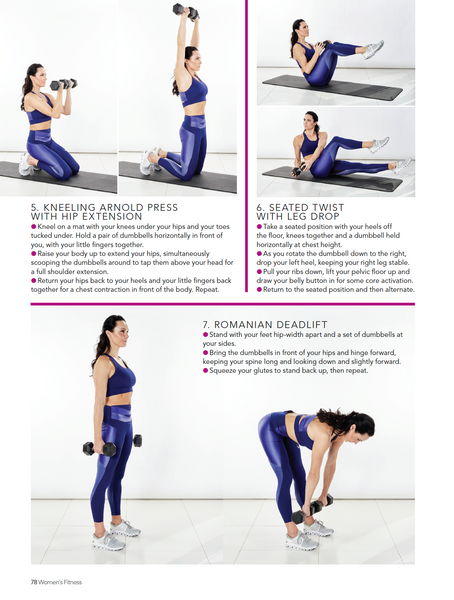 5. KNEELING ARNOLD PRESS
WITH HIP EXTENSION
● Kneel on a mat with your knees under your hips and your toes
tucked under. Hold a pair of dumbbells horizontally in front of
you, with your little fingers together.
● Raise your body up to extend your hips, simultaneously
scooping the dumbbells around to tap them above your head for
a full shoulder extension.
● Return your hips back to your heels and your little fingers back
together for a chest contraction in front of the body. Repeat.
6. SEATED TWIST
WITH LEG DROP
● Take a seated position with your heels off
the floor, knees together and a dumbbell held
horizontally at chest height.
● As you rotate the dumbbell down to the right,
drop your left heel, keeping your right leg stable.
● Pull your ribs down, lift your pelvic floor up and
draw your belly button in for some core activation.
● Return to the seated position and then alternate.
7. ROMANIAN DEADLIFT
● Stand with your feet hip-width apart and a set of dumbbells at
your sides.
● Bring the dumbbells in front of your hips and hinge forward,
keeping your spine long and looking down and slightly forward.
● Squeeze your glutes to stand back up, then repeat.
78 Women's Fitness